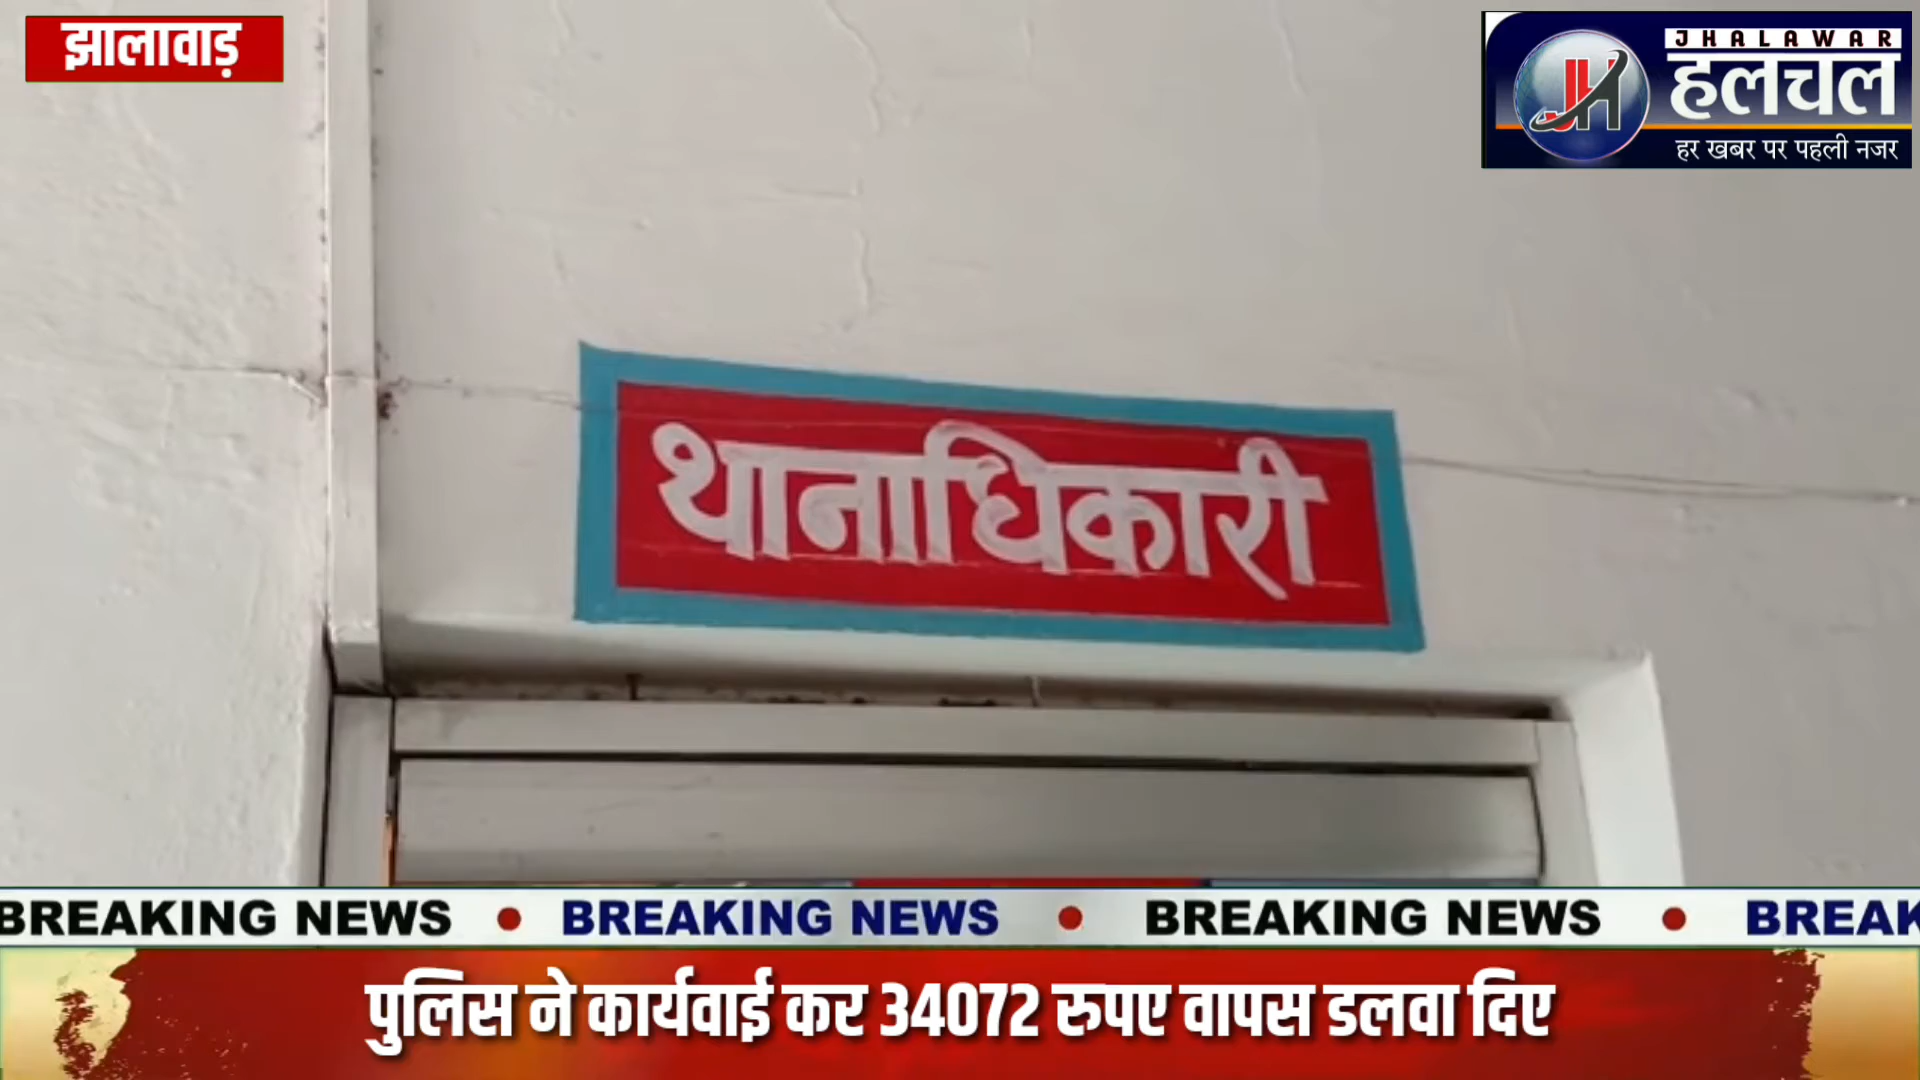 झालावाड़
JHALAWAR
हलचल
JH
हर खबर पर पहली नजर
थानाधिकारी
BREAKING NEWS • BREAKING NEWS • BREAKING NEWS • BREAK
पुलिस ने कार्यवाई कर 34072 रुपए वापस डलवा दिए